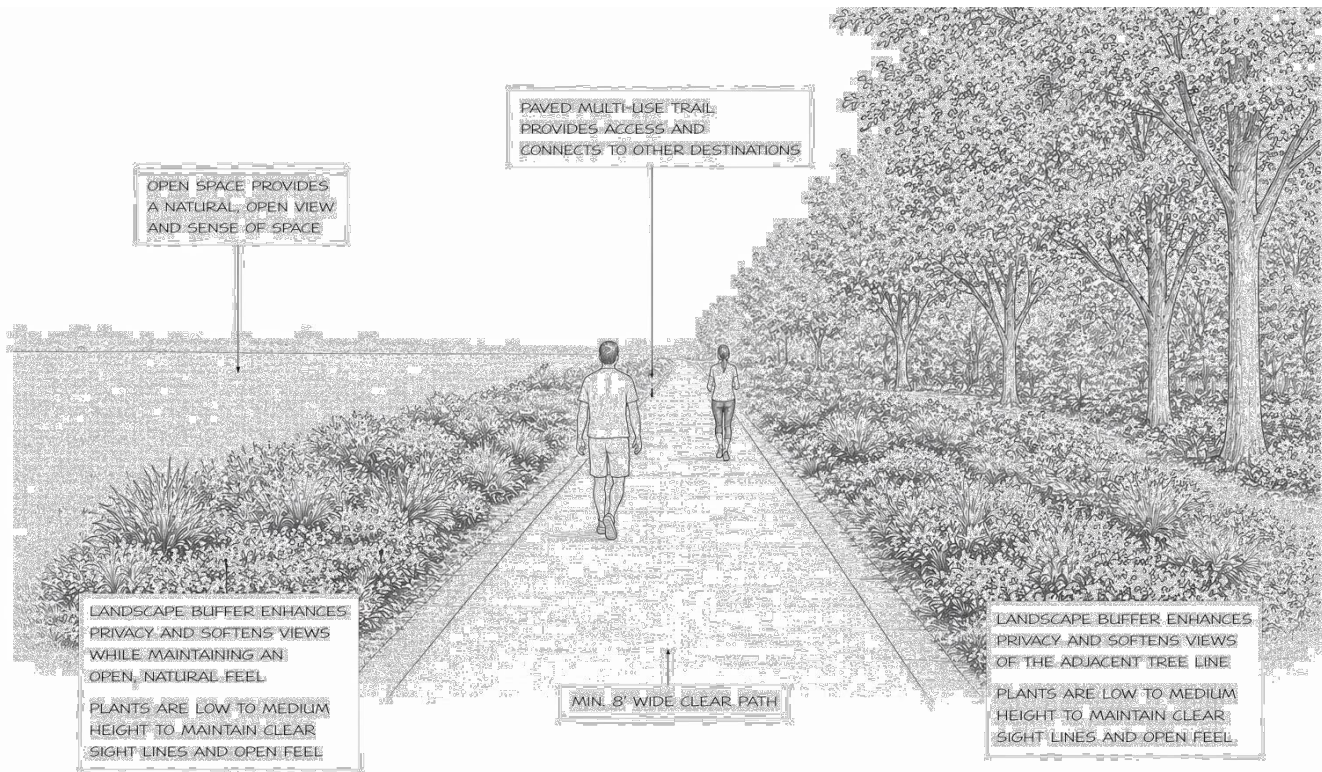 PAVED MULTI-USE TRAIL
PROVIDES ACCESS AND
CONNECTS TO OTHER DESTINATIONS
OPEN SPACE PROVIDES
A NATURAL, OPEN VIEW
AND SENSE OF SPACE
LANDSCAPE BUFFER ENHANCES
PRIVACY AND SOFTENS VIEWS
WHILE MAINTAINING AN
OPEN, NATURAL FEEL
PLANTS ARE LOW TO MEDIUM
HEIGHT TO MAINTAIN CLEAR
SIGHT LINES AND OPEN FEEL
MIN. 8' WIDE CLEAR PATH
LANDSCAPE BUFFER ENHANCES
PRIVACY AND SOFTENS VIEWS
OF THE ADJACENT TREE LINE
PLANTS ARE LOW TO MEDIUM
HEIGHT TO MAINTAIN CLEAR
SIGHT LINES AND OPEN FEEL.